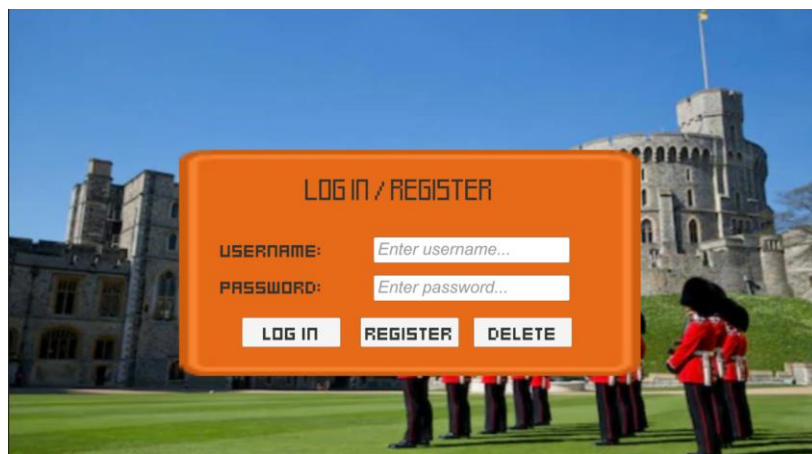 LOG IN / REGISTER
USERNAME: Enter username...
PASSWORD: Enter password...
LOG IN REGISTER DELETE